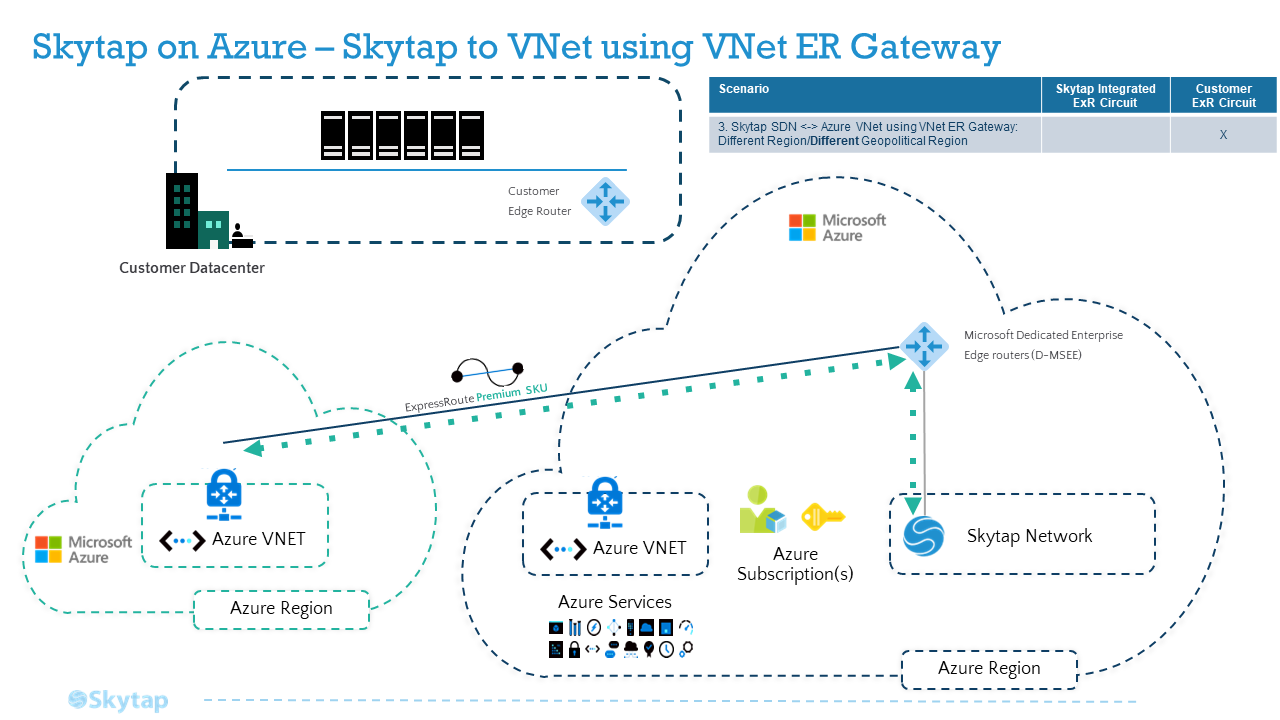 Skytap on Azure – Skytap to VNet using VNet ER Gateway
Scenario
Skytap Integrated
ExR Circuit
Customer
ExR Circuit
3. Skytap SDN <-> Azure VNet using VNet ER Gateway:
Different Region/Different Geopolitical Region
X
Customer
Edge Router
Customer Datacenter
Microsoft
Azure
Microsoft Dedicated Enterprise
Edge routers (D-MSEE)
ExpressRoute Premium SKU
Microsoft
Azure
Azure VNET
Azure Region
Azure VNET
Azure
Subscription(s)
Skytap Network
Azure Services
Azure Region
Skytap